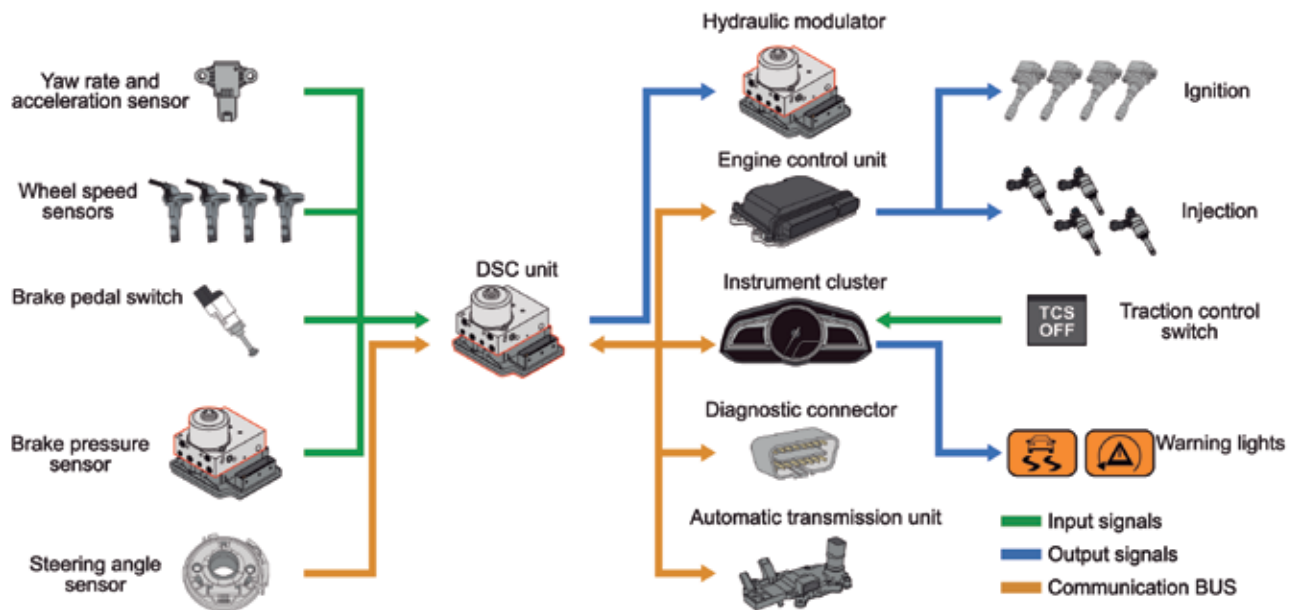 Yaw rate and
acceleration sensor
Wheel speed
sensors
Brake pedal switch
Brake pressure
sensor
Steering angle
sensor
DSC unit
Hydraulic modulator
Engine control unit
Instrument cluster
Diagnostic connector
Automatic transmission unit
Ignition
Injection
TCS
OFF
Traction control
switch
Warning lights
Input signals
Output signals
Communication BUS